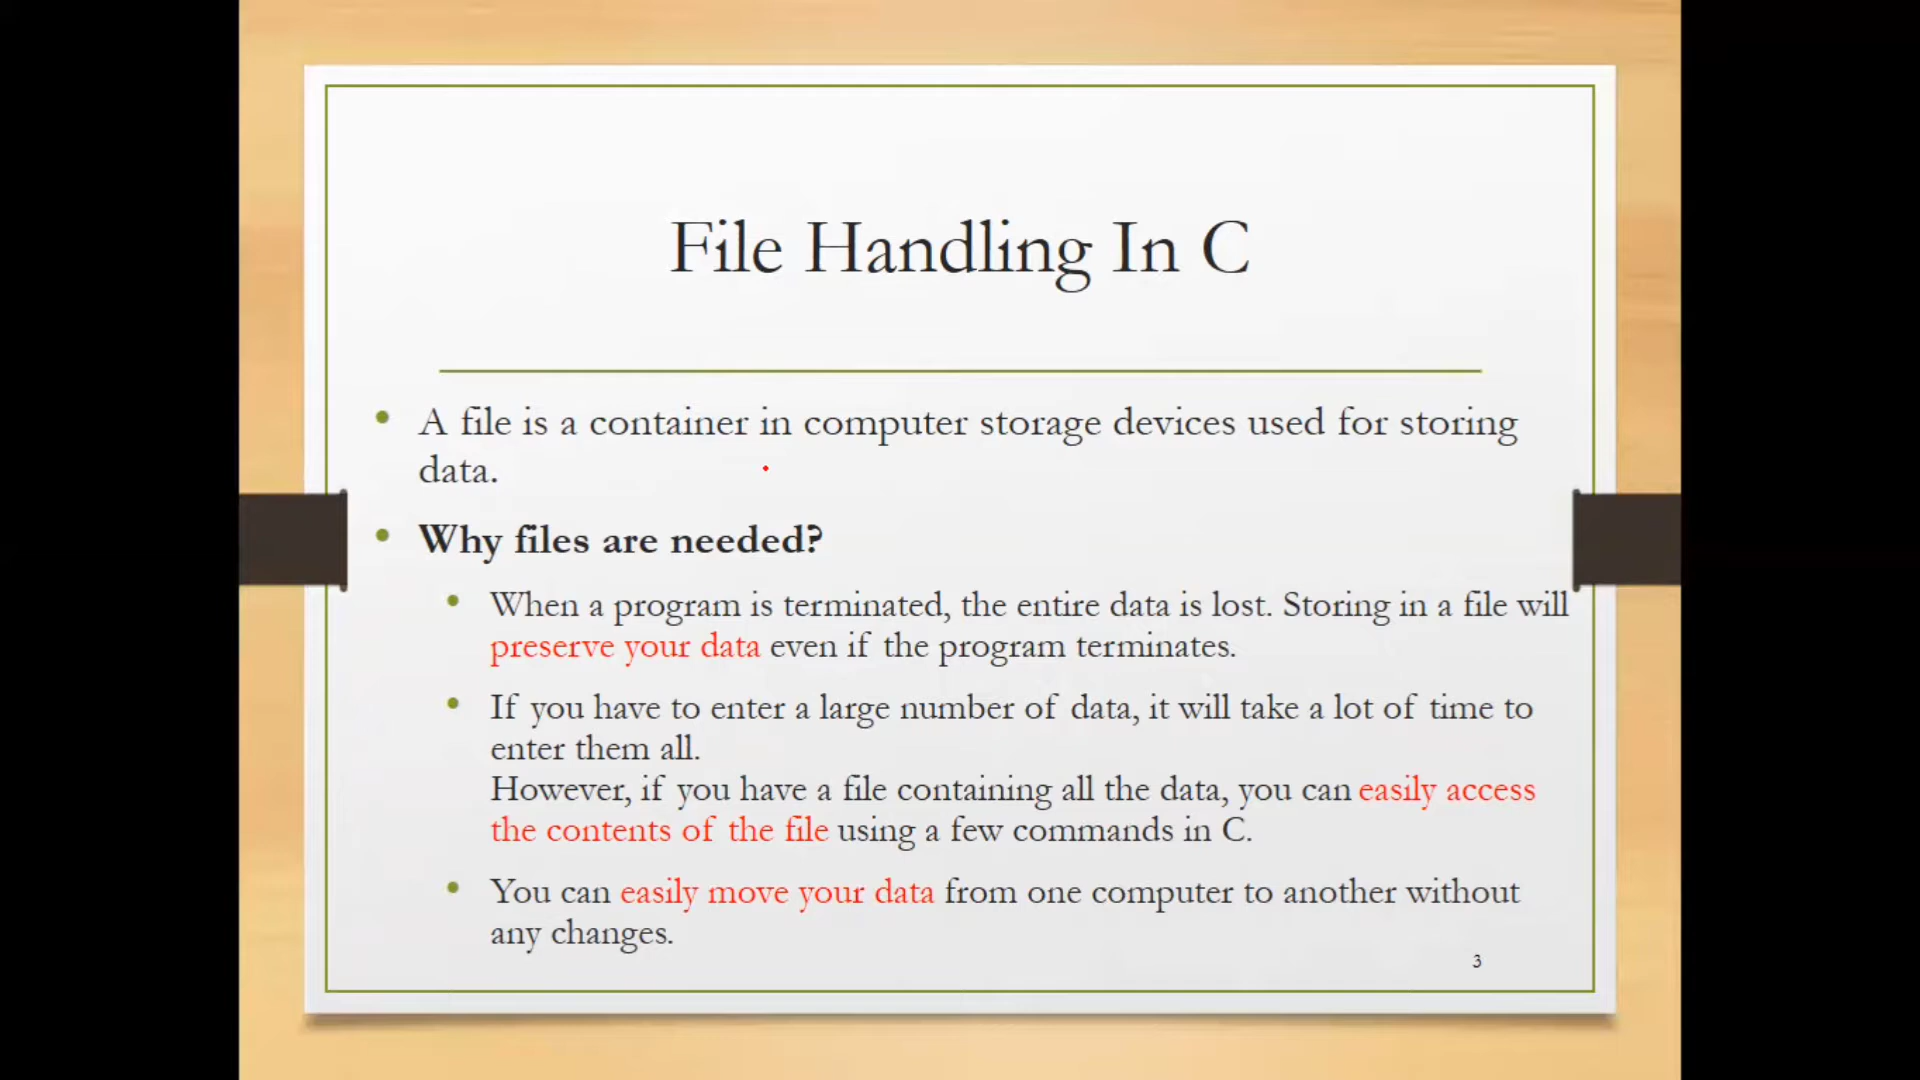 File Handling In C
• A file is a container in computer storage devices used for storing
data.
• Why files are needed?
• When a program is terminated, the entire data is lost. Storing in a file will
preserve your data even if the program terminates.
• If you have to enter a large number of data, it will take a lot of time to
enter them all.
However, if you have a file containing all the data, you can easily access
the contents of the file using a few commands in C.
• You can easily move your data from one computer to another without
any changes.
3